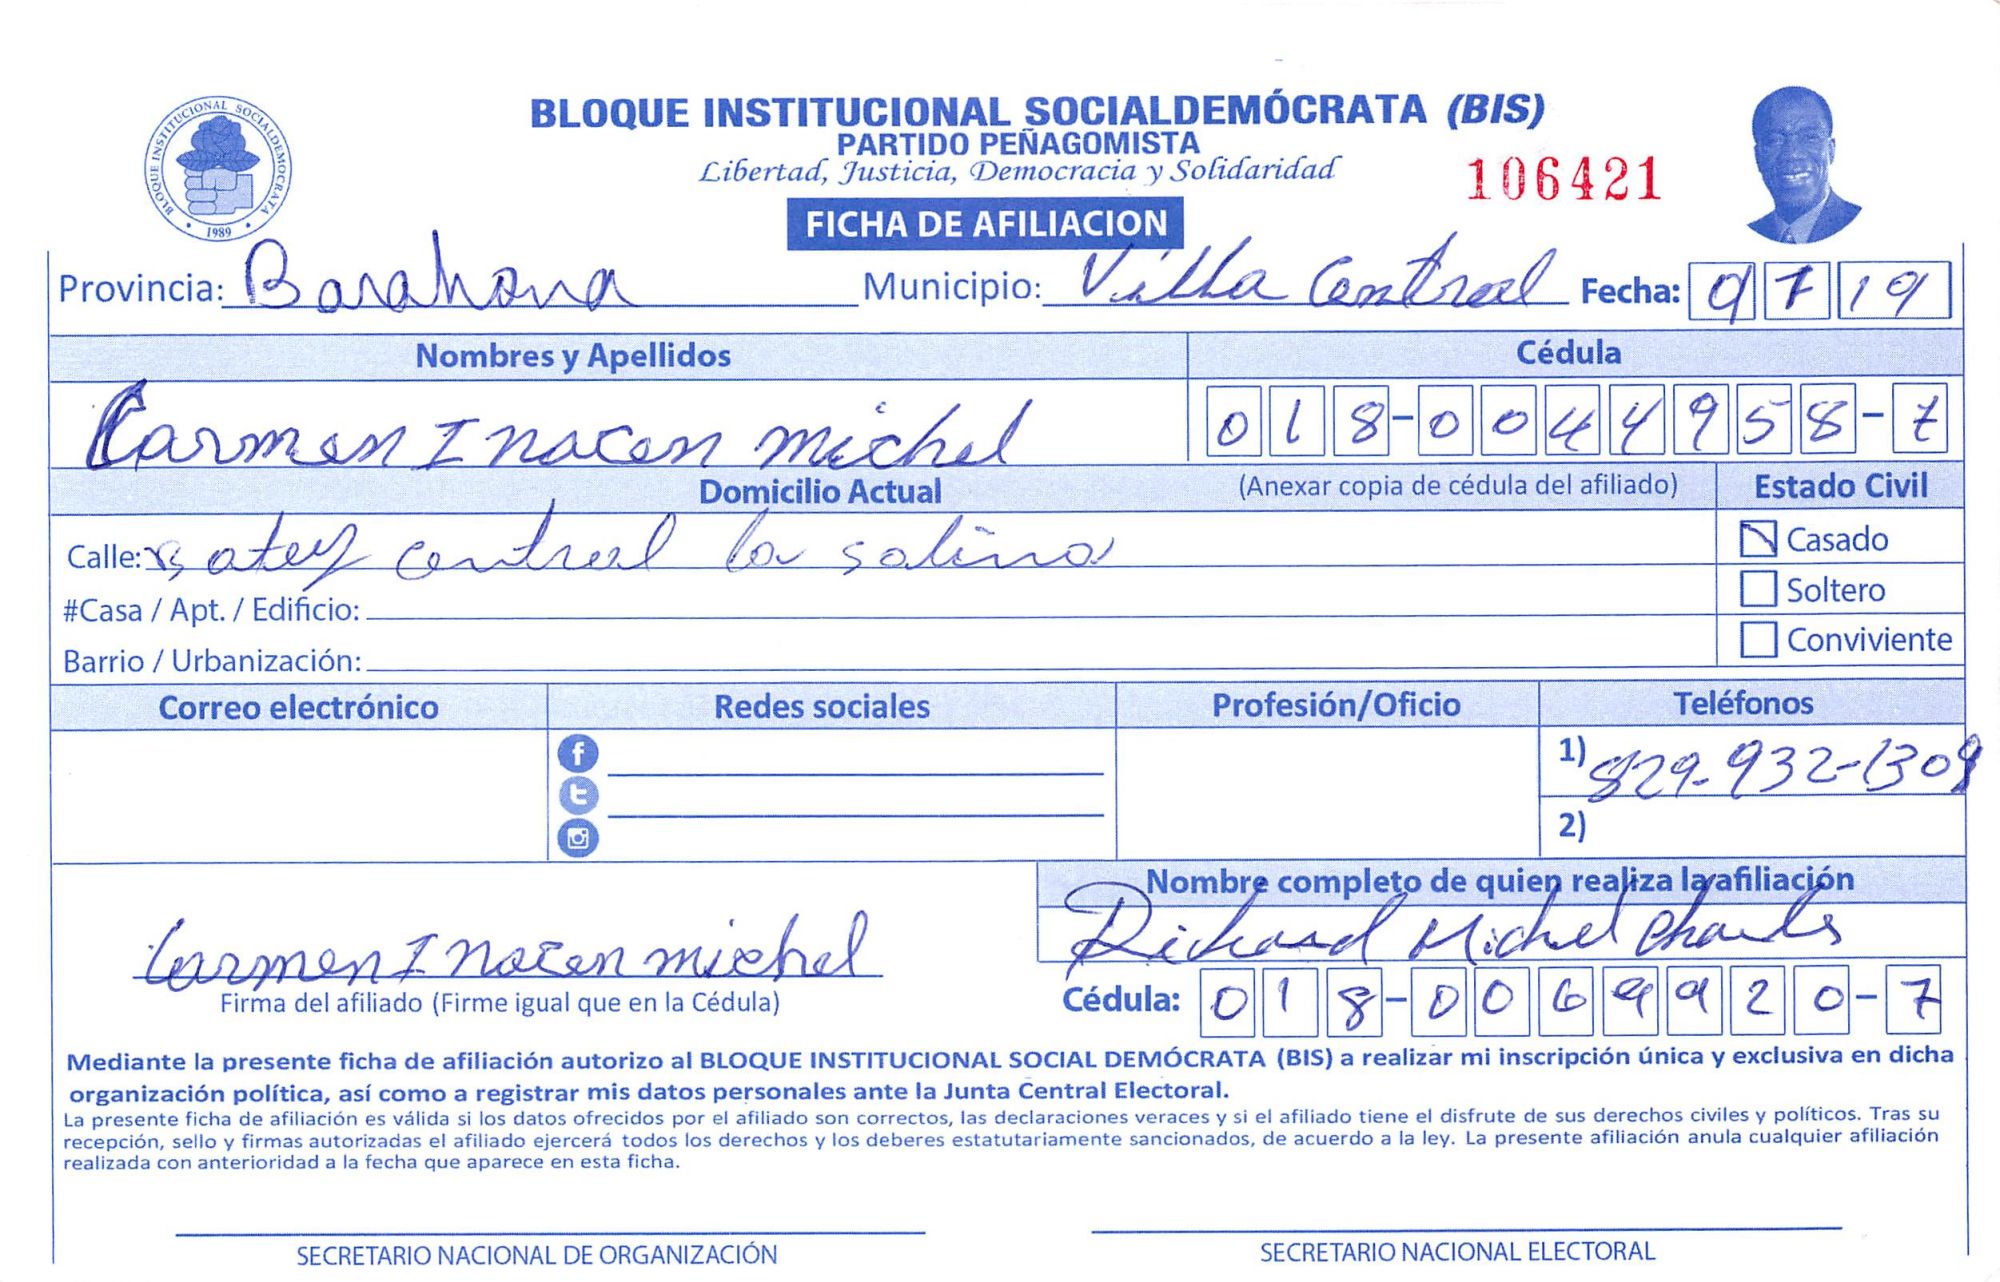 BLOQUE INSTITUCIONAL SOCIALDEMOCRATA
1989
BLOQUE INSTITUCIONAL SOCIALDEMÓCRATA (BIS)
PARTIDO PEÑAGOMISTA
Libertad, Justicia, Democracia y Solidaridad
106421
FICHA DE AFILIACION
Provincia: Barahona Municipio: Villa Central Fecha: 9 7 19
Nombres y Apellidos Cédula
Carmen Inocen michel 018-0044958-7
Domicilio Actual (Anexar copia de cédula del afiliado) Estado Civil
Calle: Batey central la salina Casado
#Casa / Apt. / Edificio: Soltero
Barrio / Urbanización: Conviviente
Correo electrónico Redes sociales Profesión/Oficio Teléfonos
1) 829-932-1309
2)
Nombre completo de quien realiza la afiliación
Richard Michel Charles
Carmen Inocen michel
Firma del afiliado (Firme igual que en la Cédula) Cédula: 018-0069920-7
Mediante la presente ficha de afiliación autorizo al BLOQUE INSTITUCIONAL SOCIAL DEMÓCRATA (BIS) a realizar mi inscripción única y exclusiva en dicha
organización política, así como a registrar mis datos personales ante la Junta Central Electoral.
La presente ficha de afiliación es válida si los datos ofrecidos por el afiliado son correctos, las declaraciones veraces y si el afiliado tiene el disfrute de sus derechos civiles y políticos. Tras su
recepción, sello y firmas autorizadas el afiliado ejercerá todos los derechos y los deberes estatutariamente sancionados, de acuerdo a la ley. La presente afiliación anula cualquier afiliación
realizada con anterioridad a la fecha que aparece en esta ficha.
SECRETARIO NACIONAL DE ORGANIZACIÓN SECRETARIO NACIONAL ELECTORAL